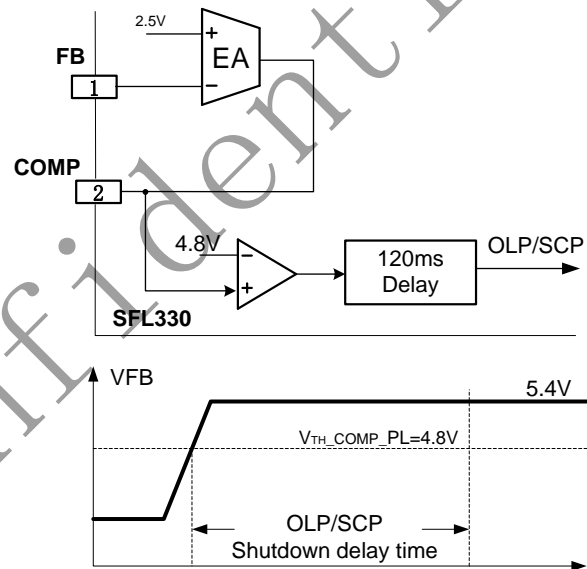 2.5V
+
EA
FB
−
1
COMP
2
4.8V
−
+
120ms
Delay
OLP/SCP
SFL330
VFB
5.4V
VTH_COMP_PL=4.8V
OLP/SCP
Shutdown delay time
nfident